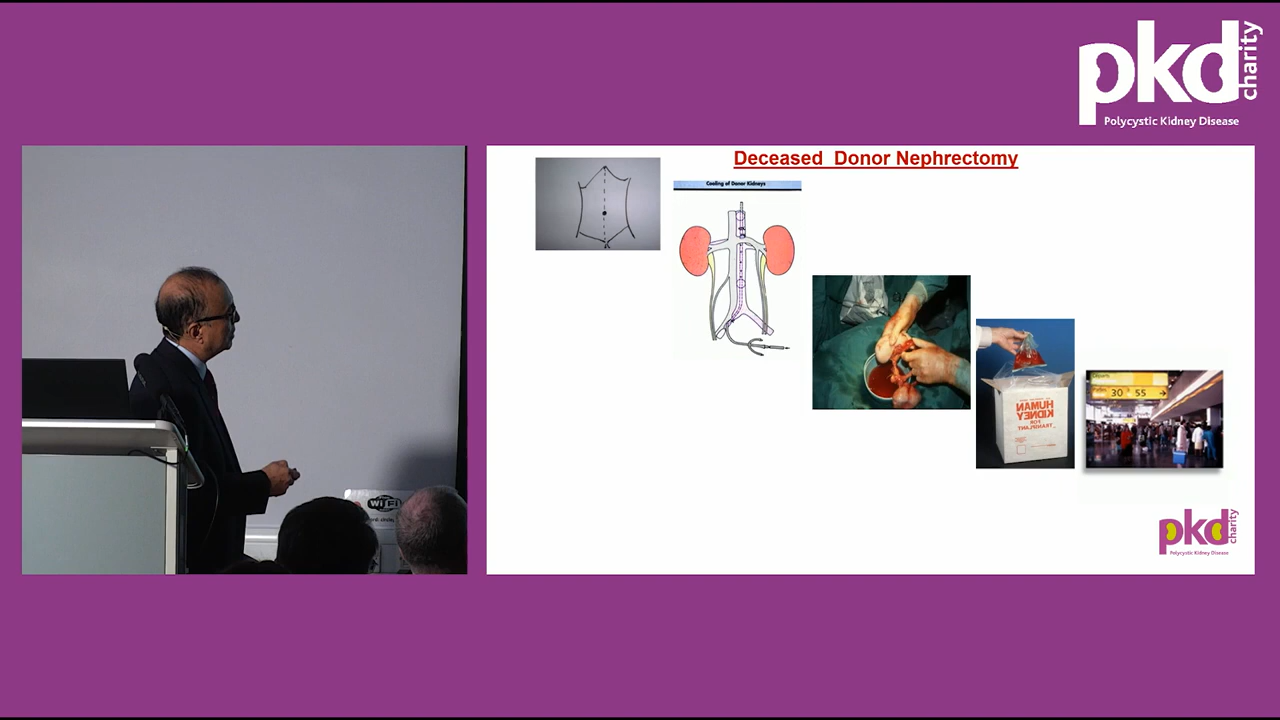 pkd charity
Polycystic Kidney Disease
Deceased  Donor Nephrectomy
Cooling of Donor Kidneys
HUMAN
KIDNEY
FOR
TRANSPLANT
30 55
WiFi
pkd charity
Polycystic Kidney Disease